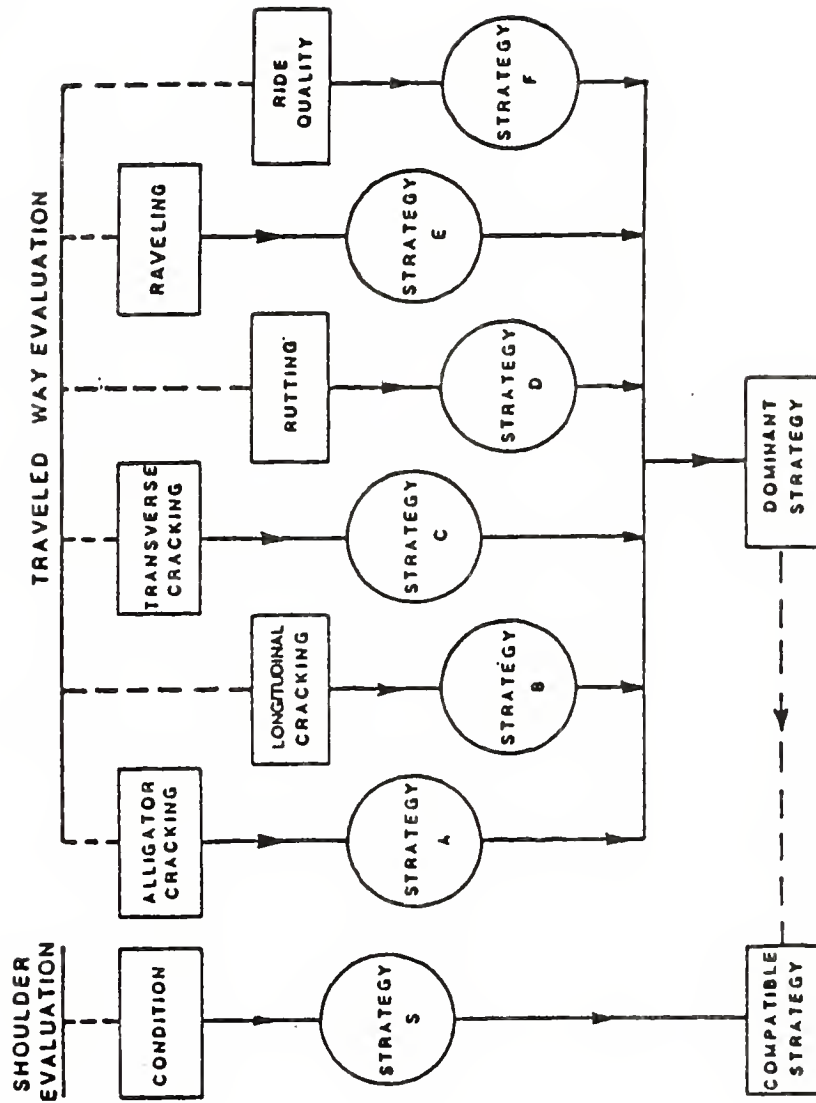 SHOULDER
EVALUATION
TRAVELED WAY EVALUATION
CONDITION
ALLIGATOR
CRACKING
LONGITUDINAL
CRACKING
TRANSVERSE
CRACKING
RUTTING
RAVELING
RIDE
QUALITY
STRATEGY
S
STRATEGY
A
STRATEGY
B
STRATEGY
C
STRATEGY
D
STRATEGY
E
STRATEGY
F
COMPATIBLE
STRATEGY
DOMINANT
STRATEGY